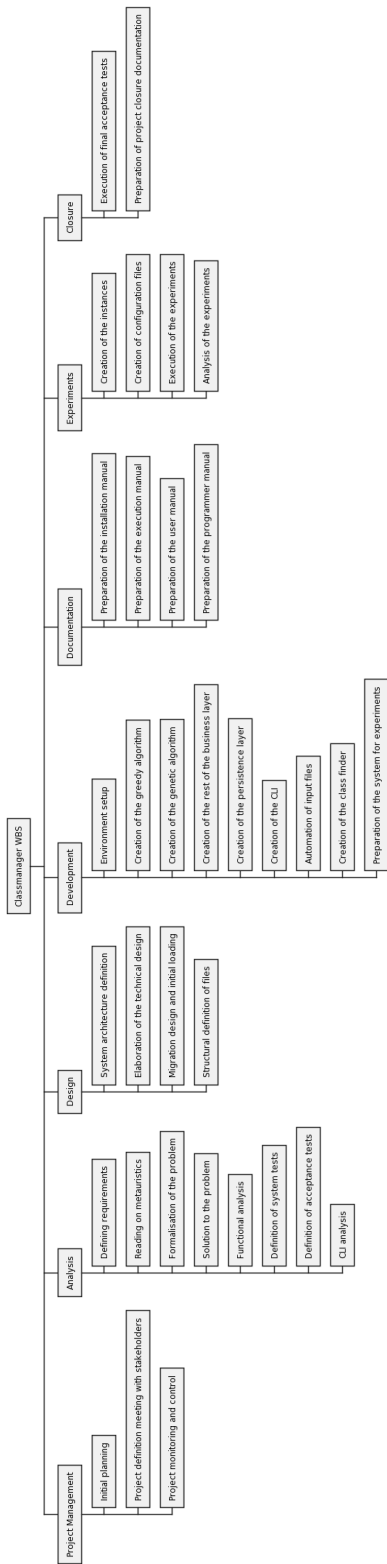 Classmanager WBS
Project Management
Initial planning
Project definition meeting with stakeholders
Project monitoring and control
Analysis
Defining requirements
Reading on metauristics
Formalisation of the problem
Solution to the problem
Functional analysis
Definition of system tests
Definition of acceptance tests
CLI analysis
Design
System architecture definition
Elaboration of the technical design
Migration design and initial loading
Structural definition of files
Development
Environment setup
Creation of the greedy algorithm
Creation of the genetic algorithm
Creation of the rest of the business layer
Creation of the persistence layer
Creation of the CLI
Automation of input files
Creation of the class finder
Preparation of the system for experiments
Documentation
Preparation of the installation manual
Preparation of the execution manual
Preparation of the user manual
Preparation of the programmer manual
Experiments
Creation of the instances
Creation of configuration files
Execution of the experiments
Analysis of the experiments
Closure
Execution of final acceptance tests
Preparation of project closure documentation